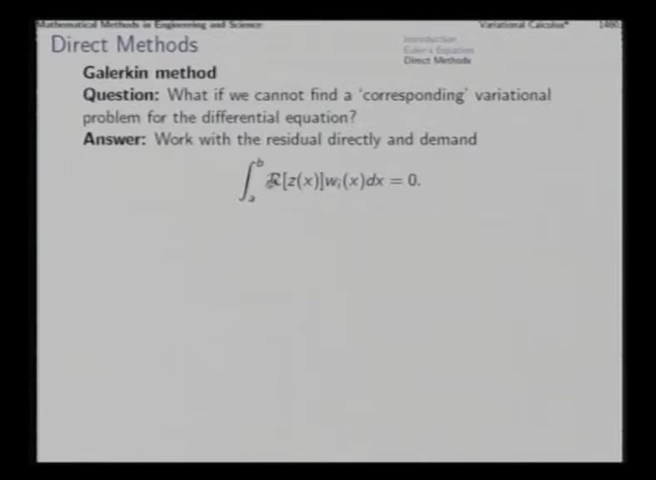 Mathematical Methods in Engineering and Science
Variational Calculus*
Direct Methods
Introduction
Euler's Equation
Direct Methods
Galerkin method
Question: What if we cannot find a 'corresponding' variational
problem for the differential equation?
Answer: Work with the residual directly and demand
∫_a^b R[z(x)]w_i(x)dx = 0.